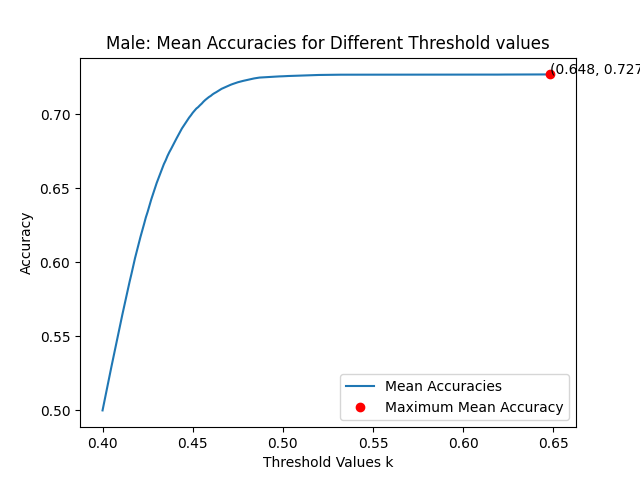 Male: Mean Accuracies for Different Threshold values
(0.648, 0.727
0.70
0.65
0.60
0.55
0.50
Accuracy
Mean Accuracies
Maximum Mean Accuracy
0.40 0.45 0.50 0.55 0.60 0.65
Threshold Values k